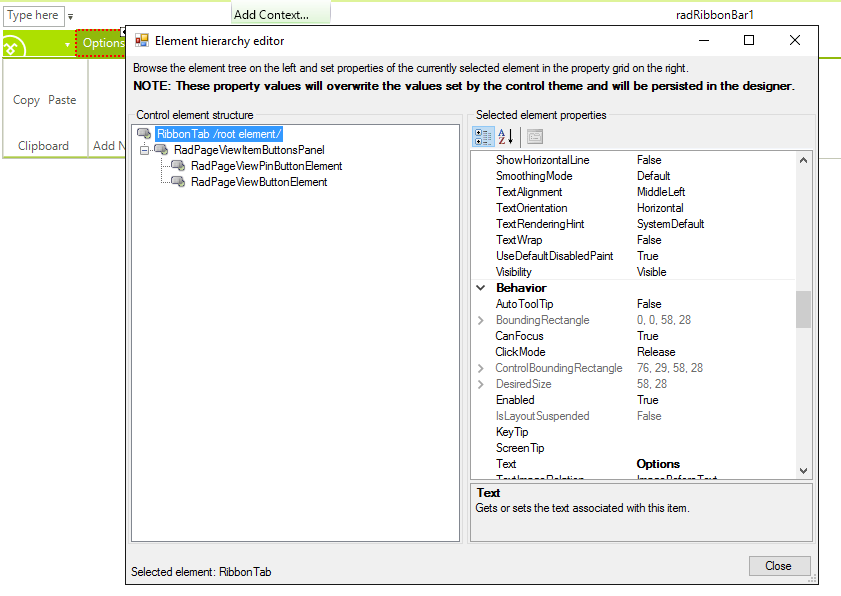 Type here
Add Context...
radRibbonBar1
Options
Copy Paste
Clipboard
Add N
Element hierarchy editor
Browse the element tree on the left and set properties of the currently selected element in the property grid on the right.
NOTE: These property values will overwrite the values set by the control theme and will be persisted in the designer.
Control element structure
RibbonTab /root element/
RadPageViewItemButtonsPanel
RadPageViewPinButtonElement
RadPageViewButtonElement
Selected element properties
ShowHorizontalLine False
SmoothingMode Default
TextAlignment MiddleLeft
TextOrientation Horizontal
TextRenderingHint SystemDefault
TextWrap False
UseDefaultDisabledPaint True
Visibility Visible
Behavior
AutoToolTip False
BoundingRectangle 0, 0, 58, 28
CanFocus True
ClickMode Release
ControlBoundingRectangle 76, 29, 58, 28
DesiredSize 58, 28
Enabled True
IsLayoutSuspended False
KeyTip
ScreenTip
Text Options
TextImageRelation ImageBeforeText
Text
Gets or sets the text associated with this item.
Selected element: RibbonTab
Close